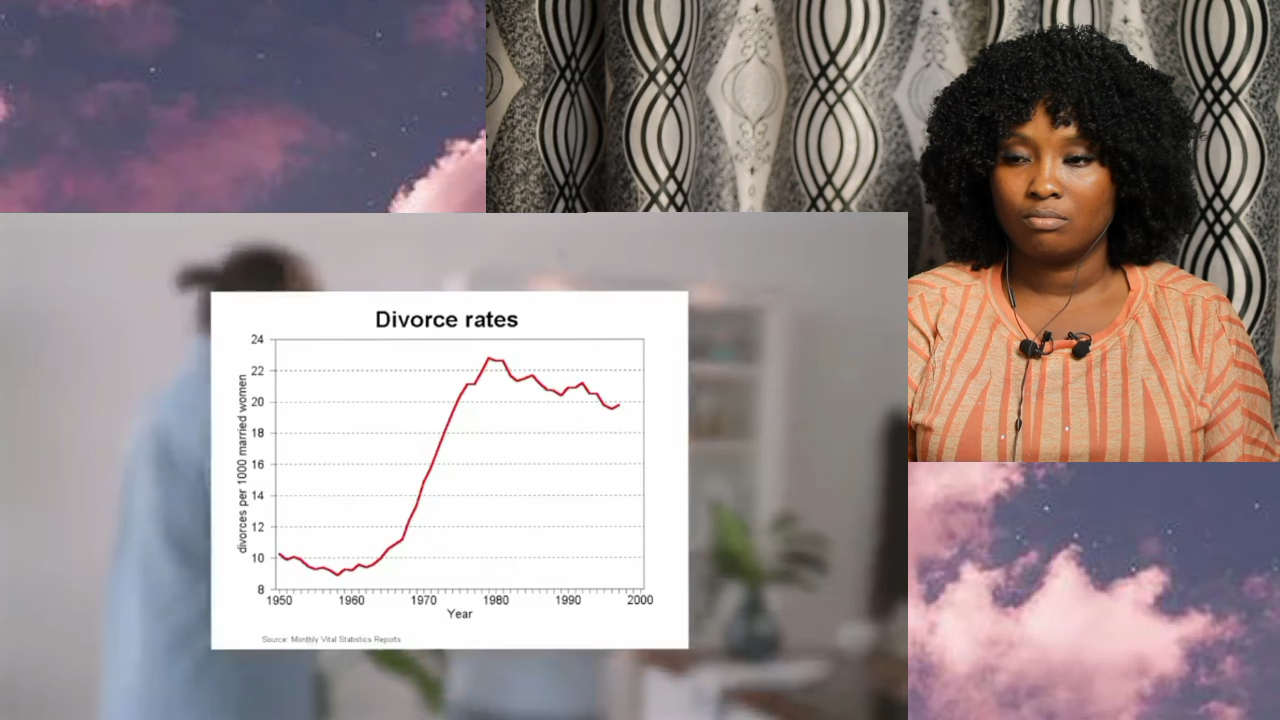 Divorce rates
24
22
20
18
16
14
12
10
8
divorces per 1000 married women
1950 1960 1970 1980 1990 2000
Year
Source: Monthly Vital Statistics Reports